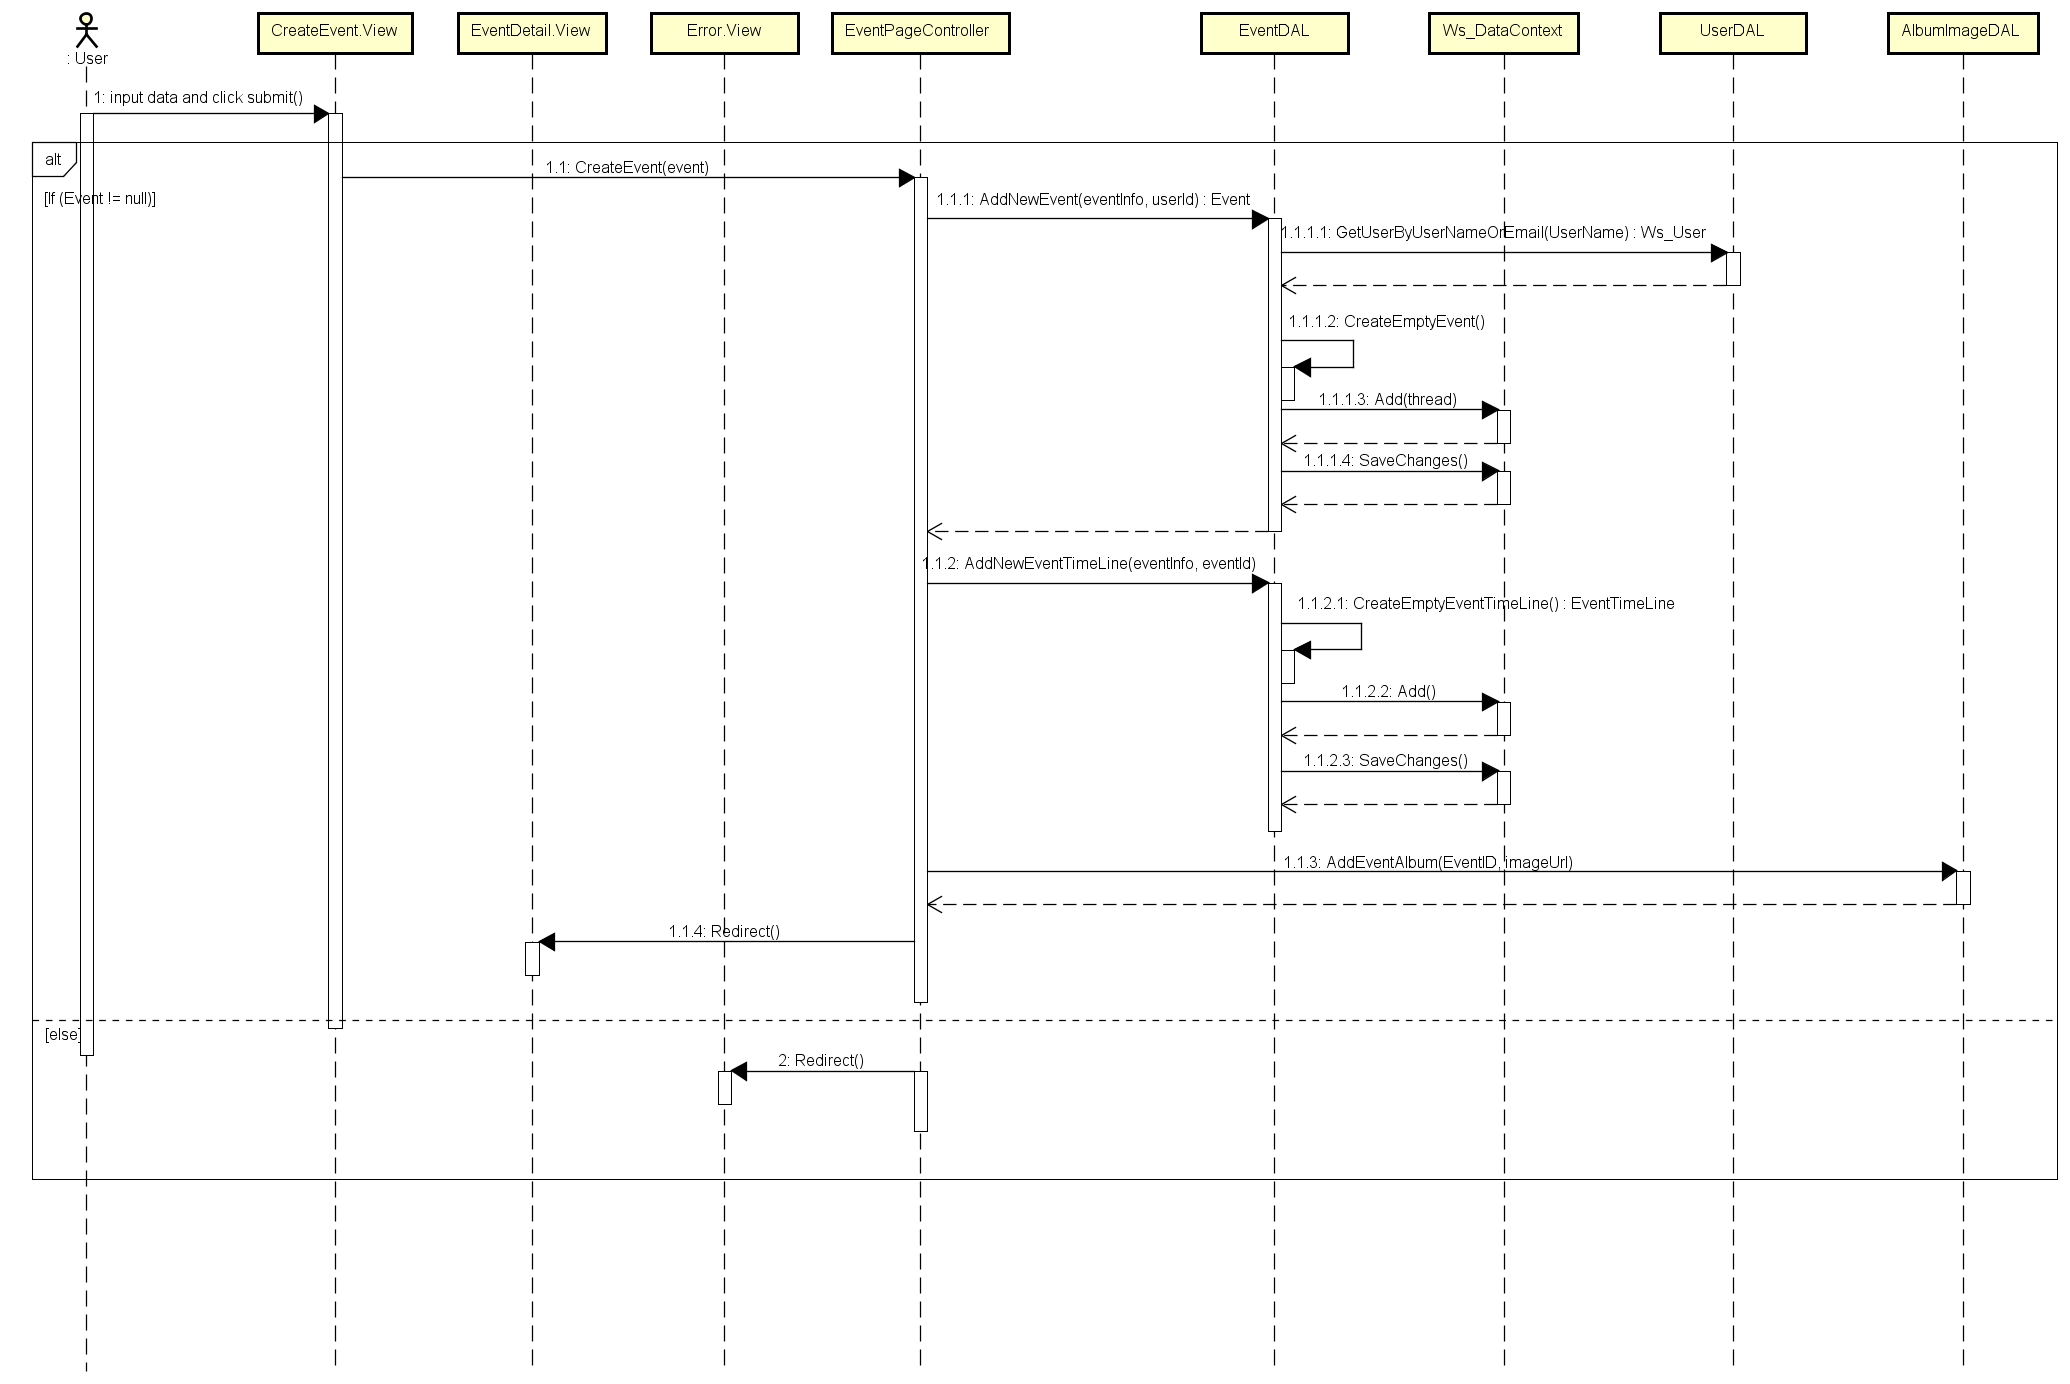 : User
CreateEvent.View
EventDetail.View
Error.View
EventPageController
EventDAL
Ws_DataContext
UserDAL
AlbumImageDAL
1: input data and click submit()
alt
1.1: CreateEvent(event)
[If (Event != null)]
1.1.1: AddNewEvent(eventInfo, userId) : Event
1.1.1.1: GetUserByUserNameOrEmail(UserName) : Ws_User
1.1.1.2: CreateEmptyEvent()
1.1.1.3: Add(thread)
1.1.1.4: SaveChanges()
1.1.2: AddNewEventTimeLine(eventInfo, eventId)
1.1.2.1: CreateEmptyEventTimeLine() : EventTimeLine
1.1.2.2: Add()
1.1.2.3: SaveChanges()
1.1.3: AddEventAlbum(EventID, imageUrl)
1.1.4: Redirect()
[else]
2: Redirect()